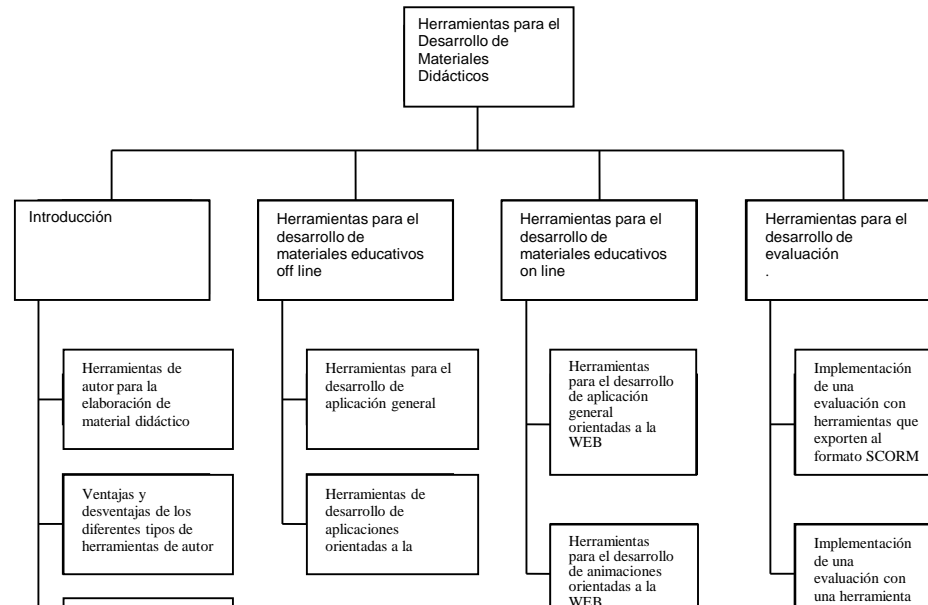 Herramientas para el
Desarrollo de
Materiales
Didácticos
Introducción
Herramientas para el
desarrollo de
materiales educativos
off line
Herramientas para el
desarrollo de
materiales educativos
on line
Herramientas para el
desarrollo de
evaluación
.
Herramientas de
autor para la
elaboración de
material didáctico
Ventajas y
desventajas de los
diferentes tipos de
herramientas de autor
Herramientas para el
desarrollo de
aplicación general
Herramientas de
desarrollo de
aplicaciones
orientadas a la
Herramientas
para el desarrollo
de aplicación
general
orientadas a la
WEB
Herramientas
para el desarrollo
de animaciones
orientadas a la
WEB
Implementación
de una
evaluación con
herramientas que
exporten al
formato SCORM
Implementación
de una
evaluación con
una herramienta